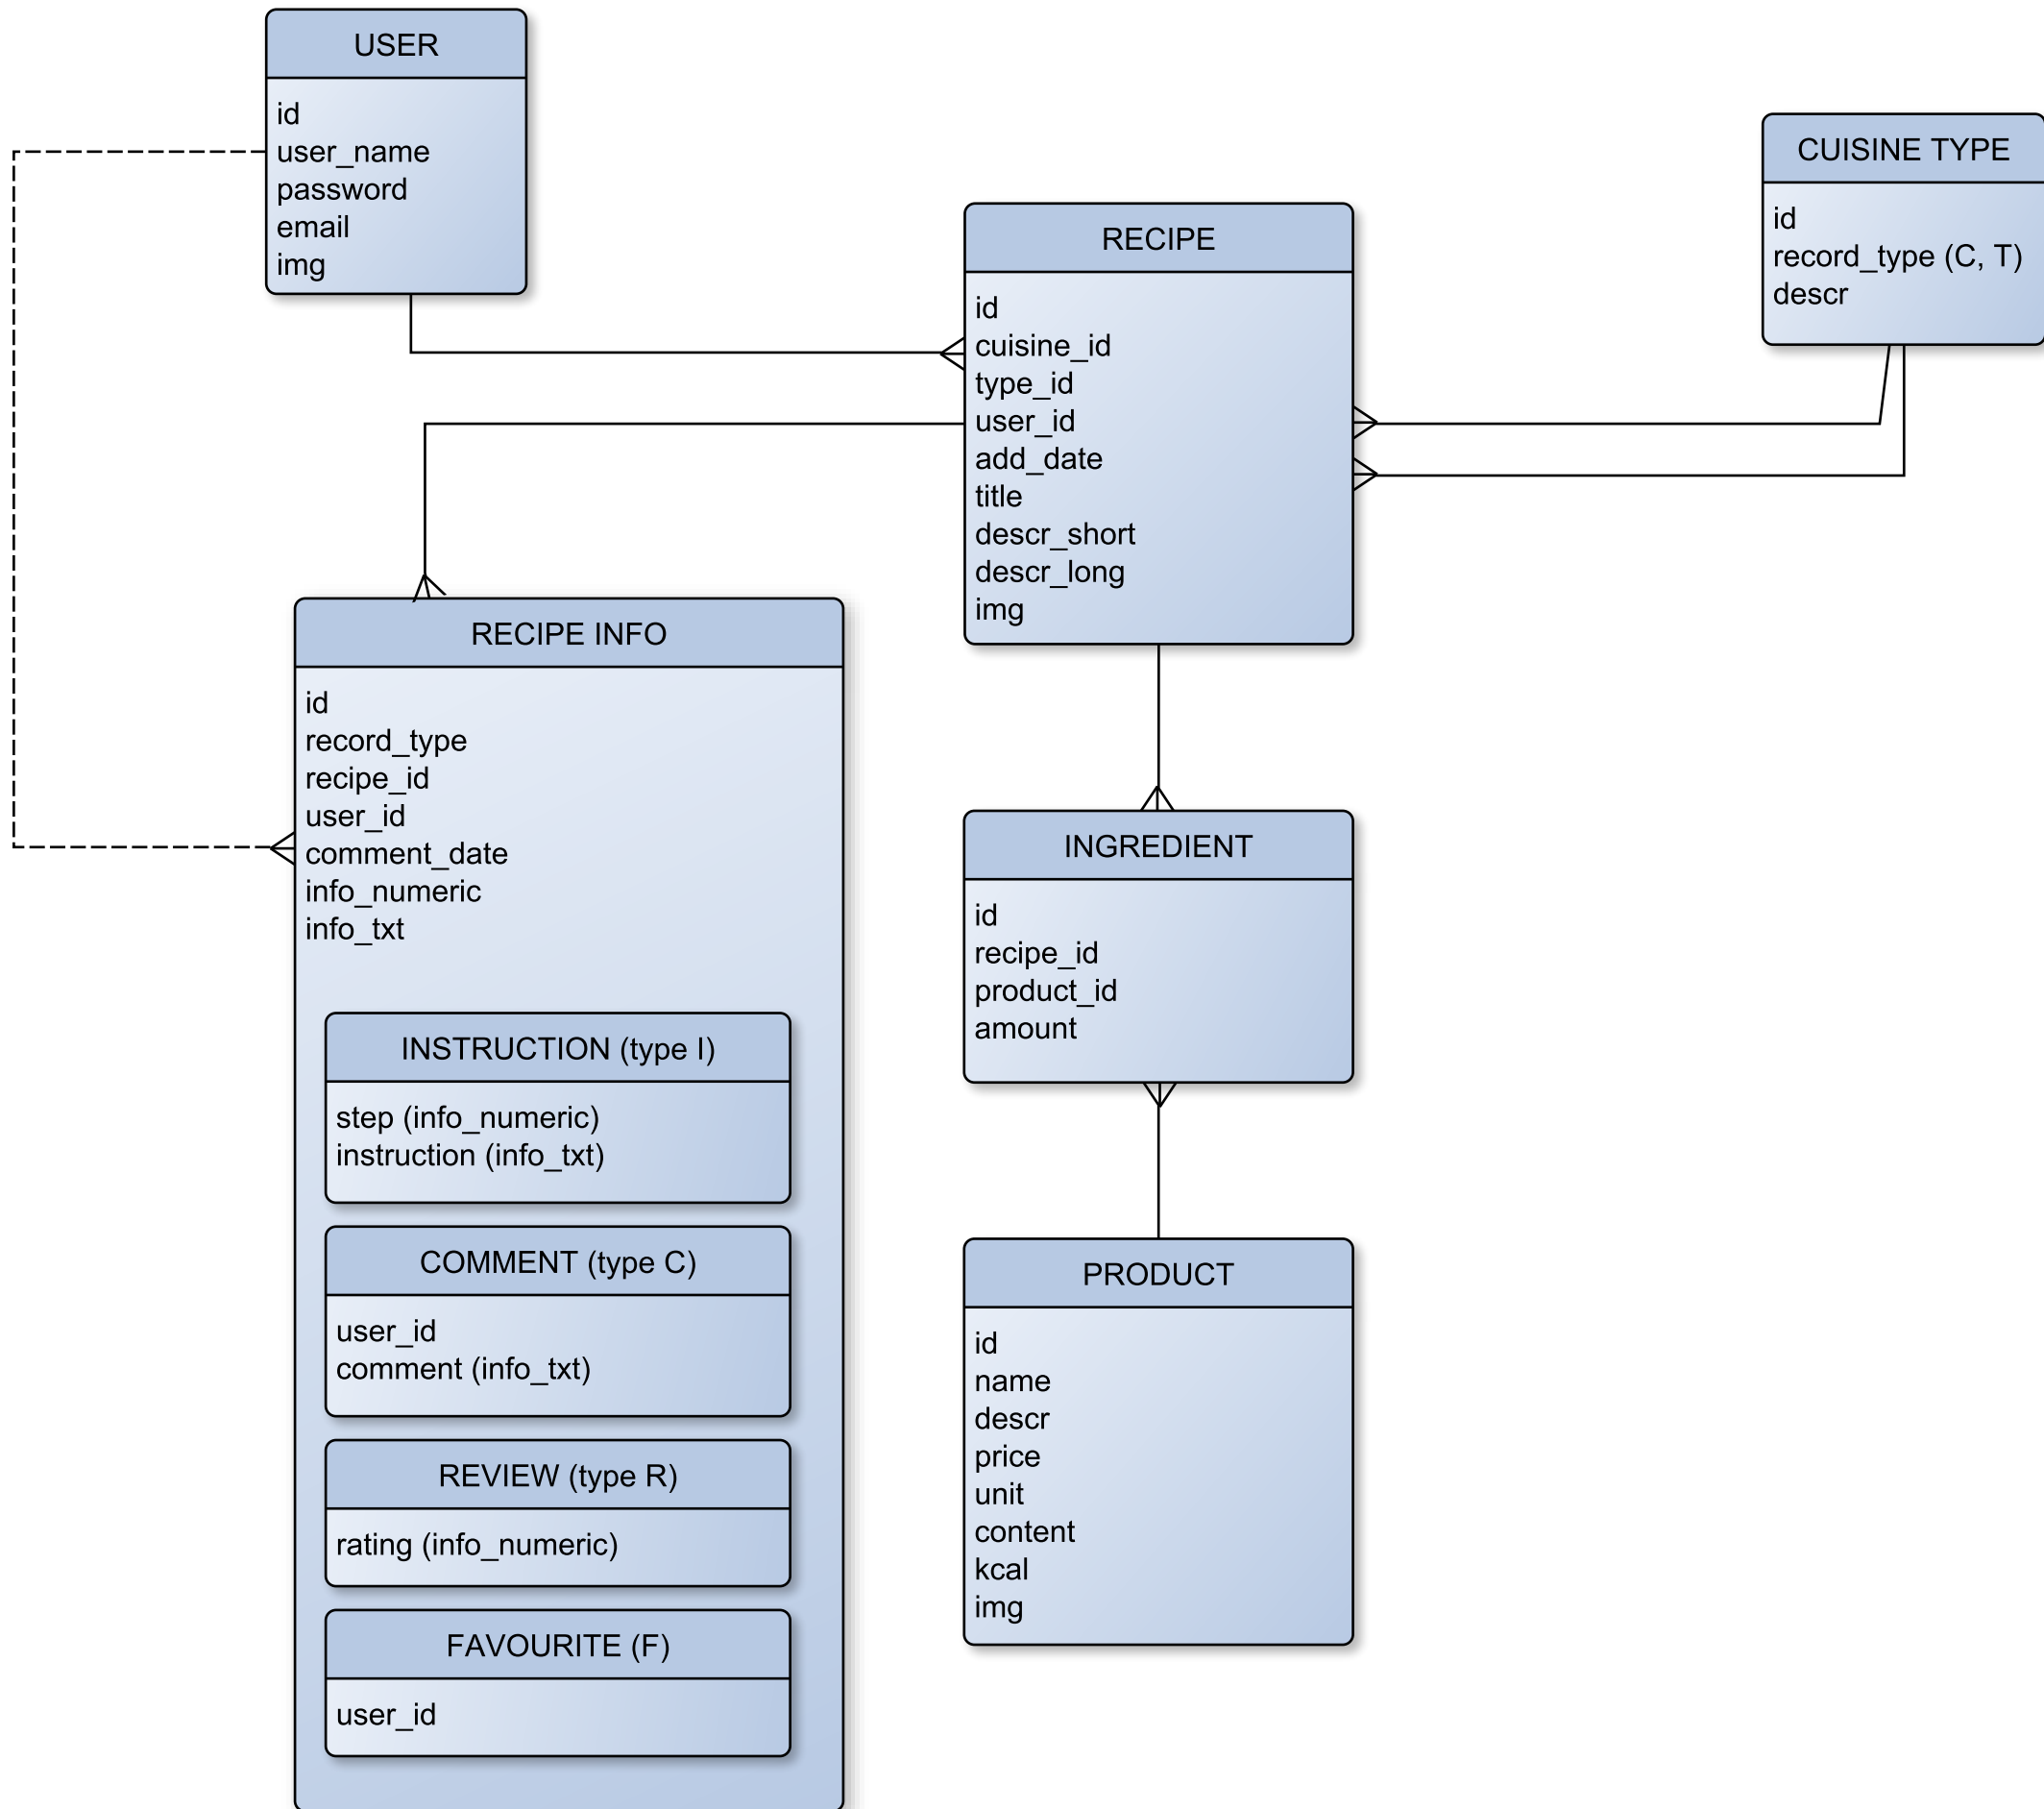 USER
id
user_name
password
email
img
CUISINE TYPE
id
record_type (C, T)
descr
RECIPE
id
cuisine_id
type_id
user_id
add_date
title
descr_short
descr_long
img
RECIPE INFO
id
record_type
recipe_id
user_id
comment_date
info_numeric
info_txt
INSTRUCTION (type I)
step (info_numeric)
instruction (info_txt)
COMMENT (type C)
user_id
comment (info_txt)
REVIEW (type R)
rating (info_numeric)
FAVOURITE (F)
user_id
INGREDIENT
id
recipe_id
product_id
amount
PRODUCT
id
name
descr
price
unit
content
kcal
img